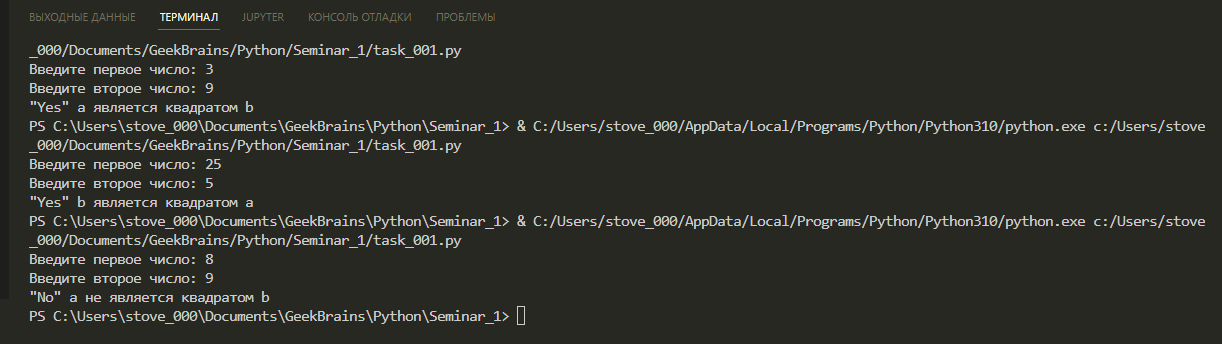 ВЫХОДНЫЕ ДАННЫЕ ТЕРМИНАЛ JUPYTER КОНСОЛЬ ОТЛАДКИ ПРОБЛЕМЫ
_000/Documents/GeekBrains/Python/Seminar_1/task_001.py
Введите первое число: 3
Введите второе число: 9
"Yes" a является квадратом b
PS C:\Users\stove_000\Documents\GeekBrains\Python\Seminar_1> & C:/Users/stove_000/AppData/Local/Programs/Python/Python310/python.exe c:/Users/stove
_000/Documents/GeekBrains/Python/Seminar_1/task_001.py
Введите первое число: 25
Введите второе число: 5
"Yes" b является квадратом a
PS C:\Users\stove_000\Documents\GeekBrains\Python\Seminar_1> & C:/Users/stove_000/AppData/Local/Programs/Python/Python310/python.exe c:/Users/stove
_000/Documents/GeekBrains/Python/Seminar_1/task_001.py
Введите первое число: 8
Введите второе число: 9
"No" a не является квадратом b
PS C:\Users\stove_000\Documents\GeekBrains\Python\Seminar_1>